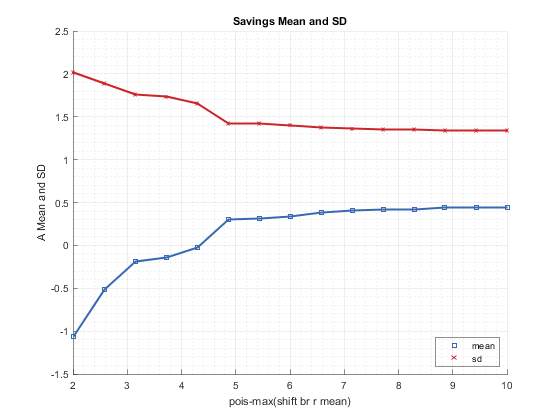 Savings Mean and SD
2.5
2
1.5
1
0.5
0
-0.5
-1
-1.5
A Mean and SD
2 3 4 5 6 7 8 9 10
pois-max(shift br r mean)
mean
sd